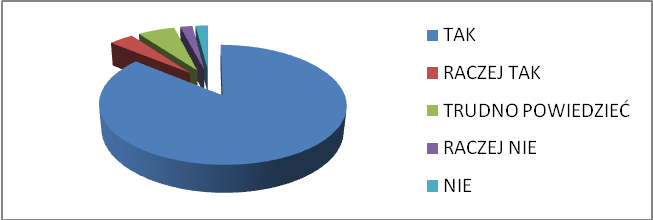 TAK
RACZEJ TAK
TRUDNO POWIEDZIEĆ
RACZEJ NIE
NIE